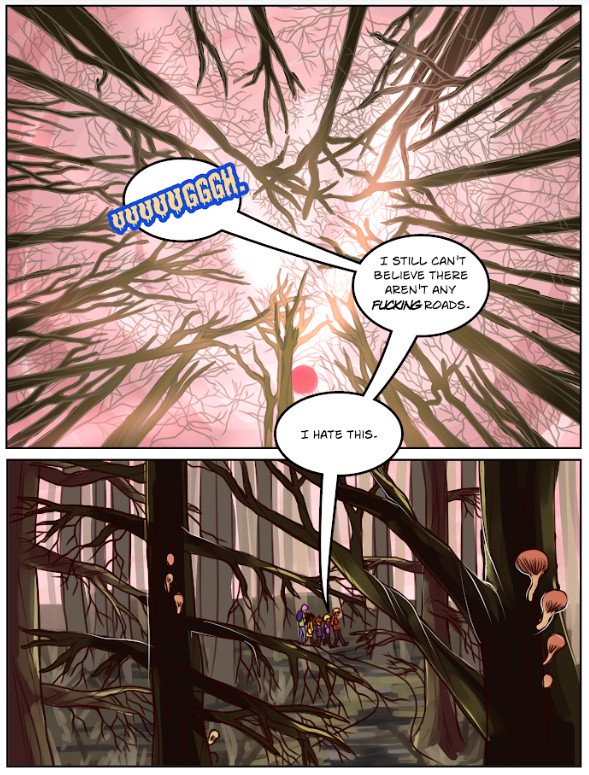 UUUUUGGGH.
I STILL CAN'T
BELIEVE THERE
AREN'T ANY
FUCKING ROADS.
I HATE THIS.